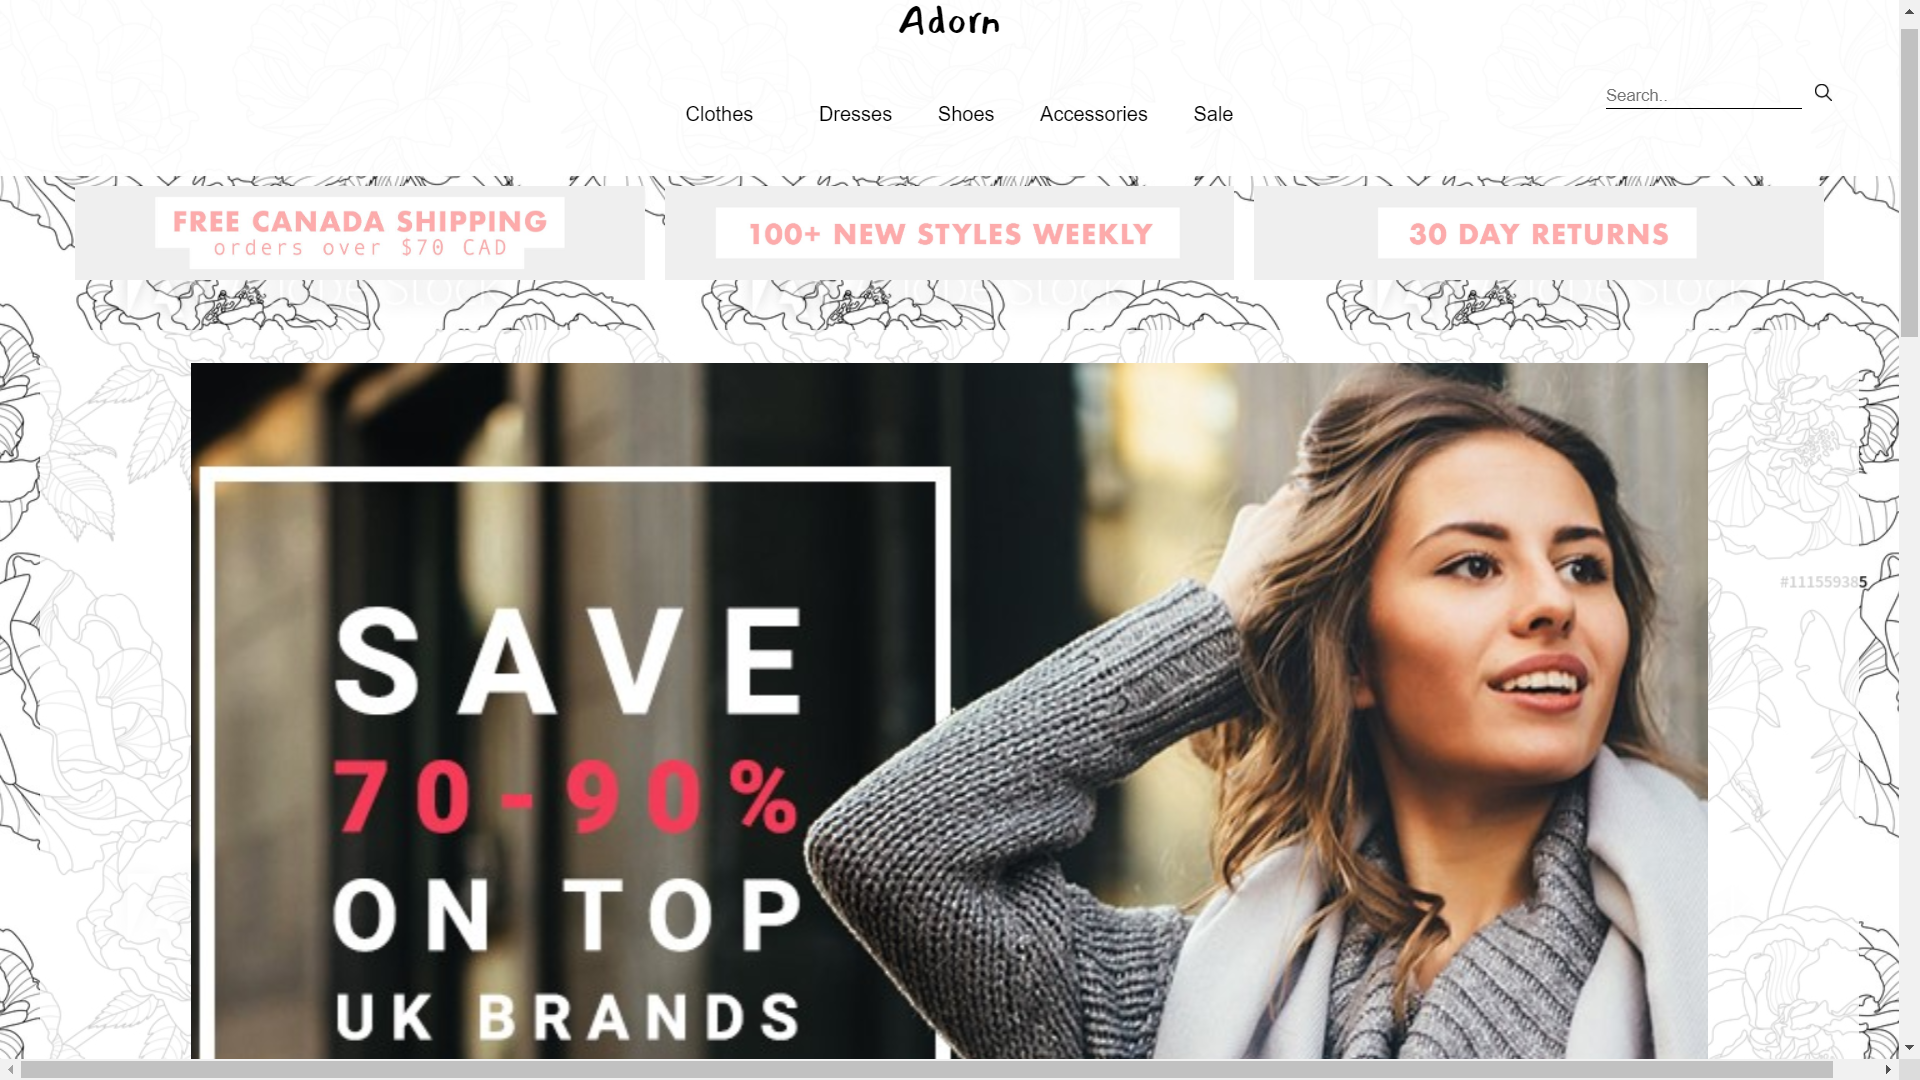 Adorn
Clothes
Dresses
Shoes
Accessories
Sale
Search..
FREE CANADA SHIPPING
orders over $70 CAD
100+ NEW STYLES WEEKLY
30 DAY RETURNS
#111559385
SAVE
70-90%
ON TOP
UK BRANDS